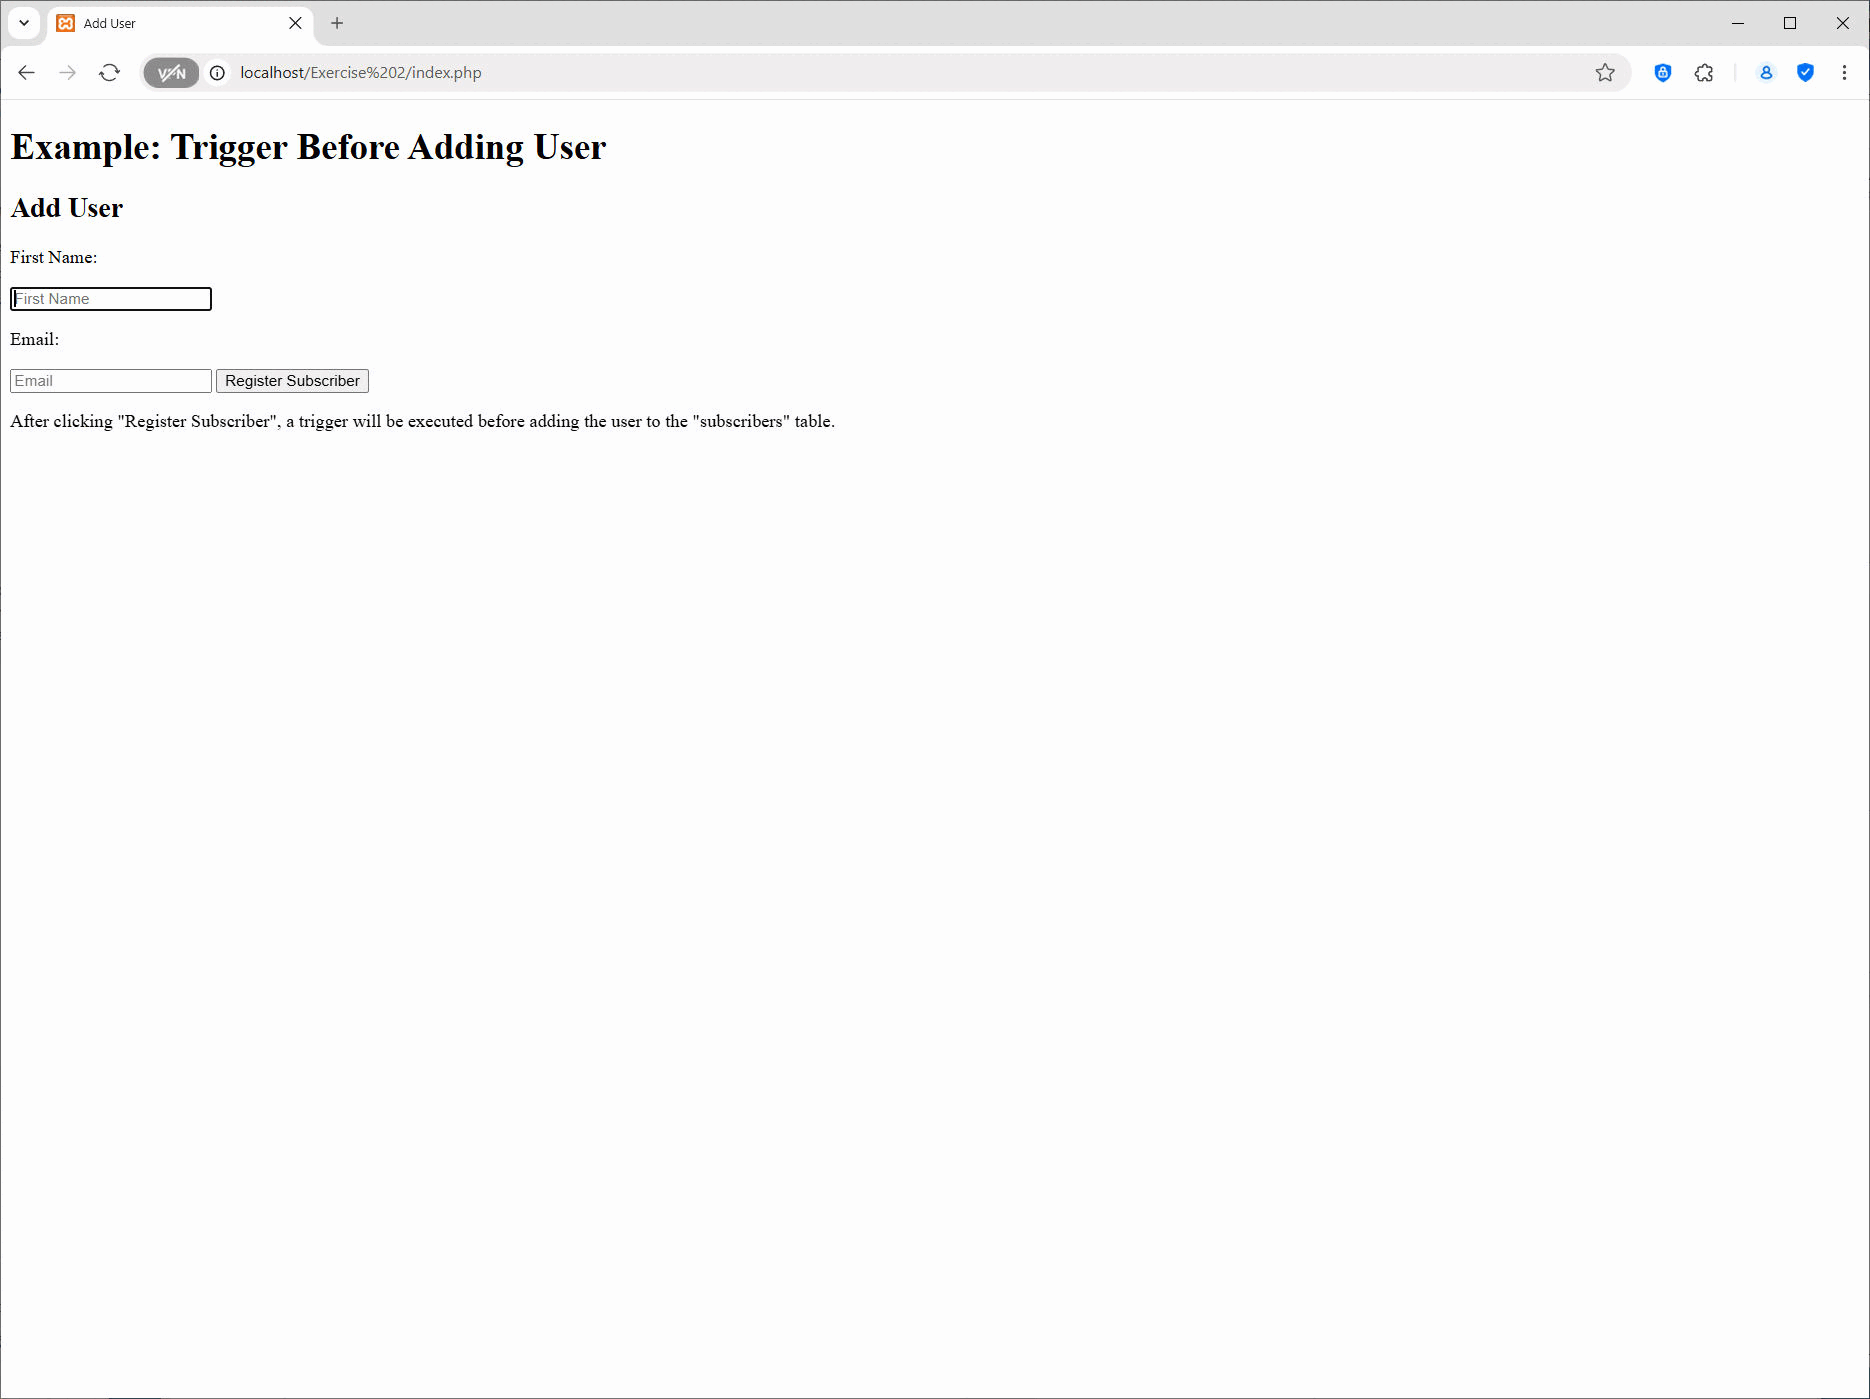 Add User
VPN
localhost/Exercise%202/index.php
Example: Trigger Before Adding User
Add User
First Name:
First Name
Email:
Email
Register Subscriber
After clicking "Register Subscriber", a trigger will be executed before adding the user to the "subscribers" table.